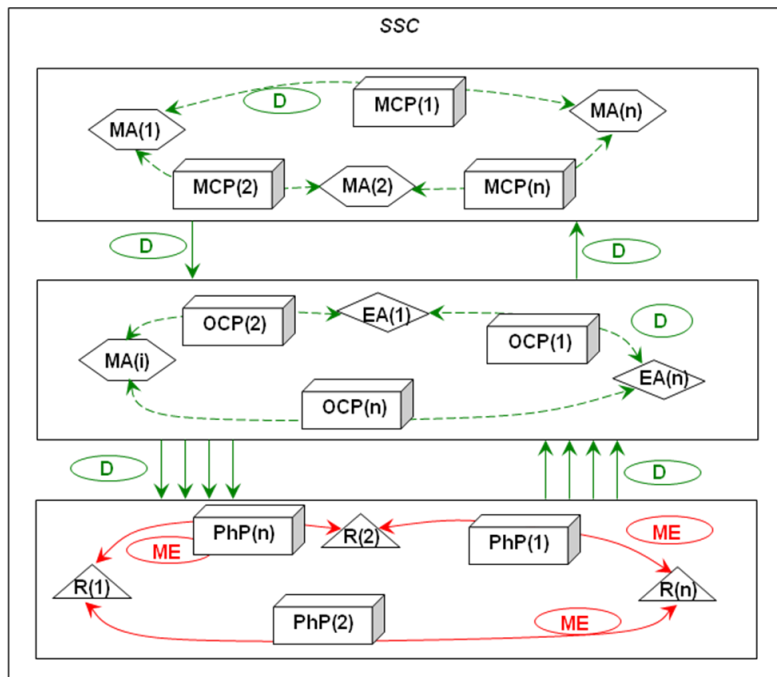 SSC
D
MCP(1)
MA(n)
MA(1)
MCP(2)
MA(2)
MCP(n)
D
D
OCP(2)
EA(1)
D
OCP(1)
MA(i)
EA(n)
OCP(n)
D
D
PhP(n)
R(2)
PhP(1)
ME
ME
R(1)
R(n)
PhP(2)
ME